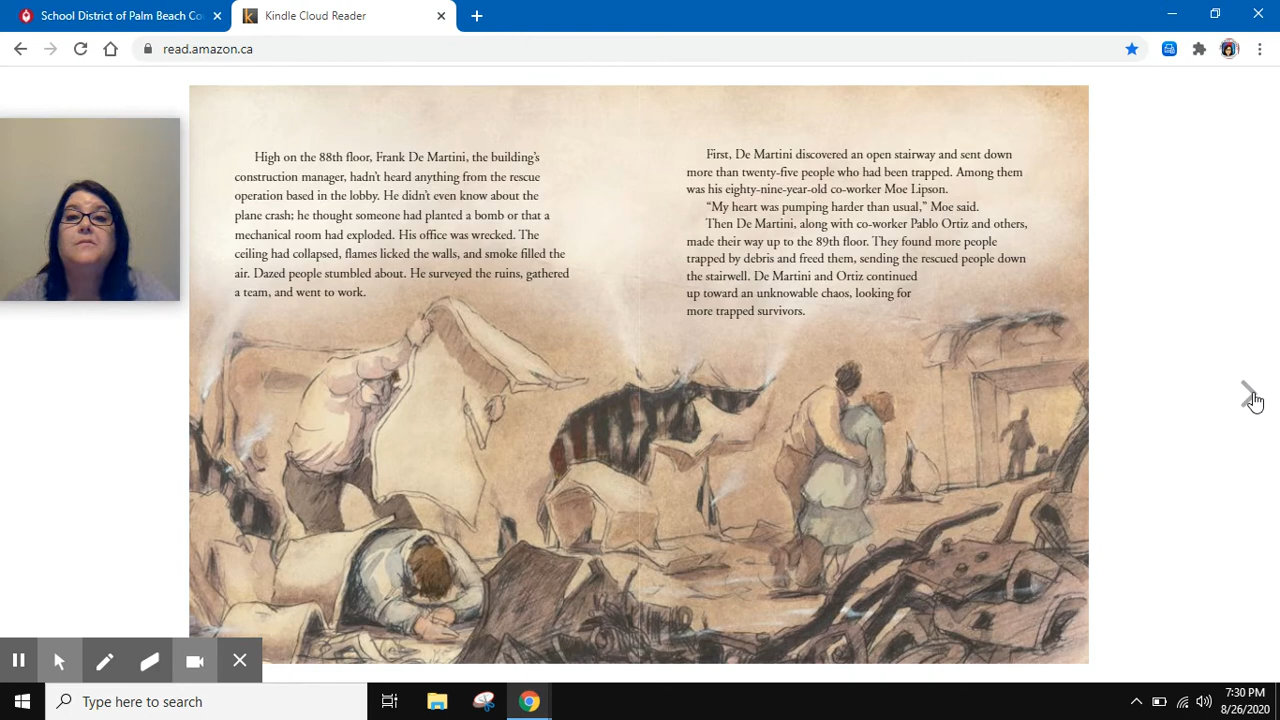 School District of Palm Beach Co
Kindle Cloud Reader
read.amazon.ca
High on the 88th floor, Frank De Martini, the building's
construction manager, hadn't heard anything from the rescue
operation based in the lobby. He didn't even know about the
plane crash; he thought someone had planted a bomb or that a
mechanical room had exploded. His office was wrecked. The
ceiling had collapsed, flames licked the walls, and smoke filled the
air. Dazed people stumbled about. He surveyed the ruins, gathered
a team, and went to work.
First, De Martini discovered an open stairway and sent down
more than twenty-five people who had been trapped. Among them
was his eighty-nine-year-old co-worker Moe Lipson.
“My heart was pumping harder than usual,” Moe said.
Then De Martini, along with co-worker Pablo Ortiz and others,
made their way up to the 89th floor. They found more people
trapped by debris and freed them, sending the rescued people down
the stairwell. De Martini and Ortiz continued
up toward an unknowable chaos, looking for
more trapped survivors.
Type here to search
7:30 PM
8/26/2020